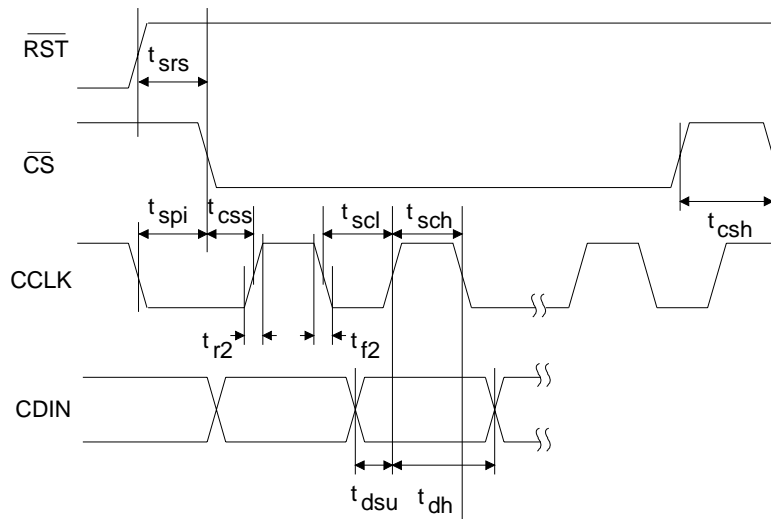 RST
t srs
CS
t spi
t css
t scl
t sch
t csh
CCLK
t r2
t f2
CDIN
t dsu
t dh